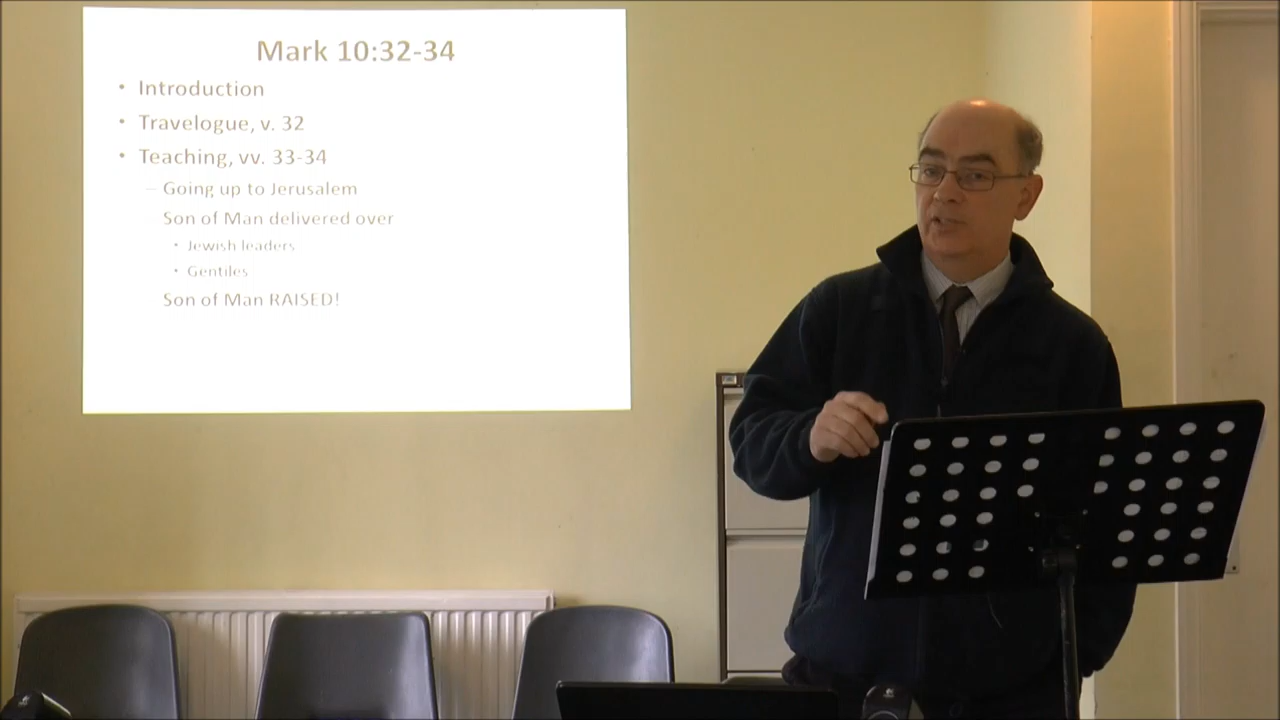 Mark 10:32-34
• Introduction
• Travelogue, v. 32
• Teaching, vv. 33-34
– Going up to Jerusalem
Son of Man delivered over
• Jewish leaders
• Gentiles
Son of Man RAISED!